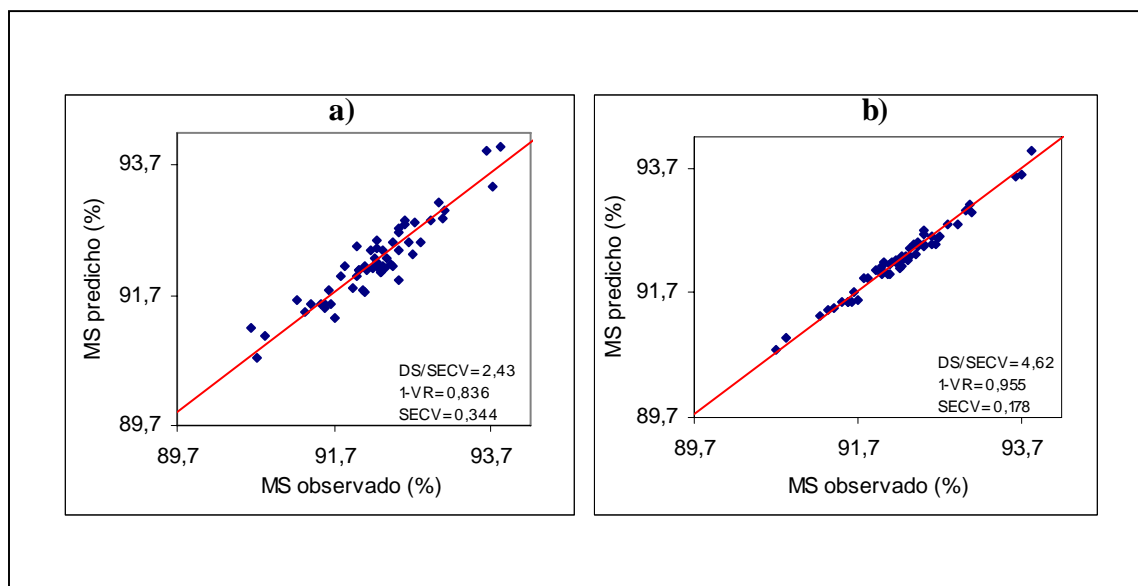 a)
MS predicho (%)
93,7
91,7
89,7
DS/SECV= 2,43
1-VR= 0,836
SECV= 0,344
89,7 91,7 93,7
MS observado (%)
b)
MS predicho (%)
93,7
91,7
89,7
DS/SECV= 4,62
1-VR= 0,955
SECV= 0,178
89,7 91,7 93,7
MS observado (%)